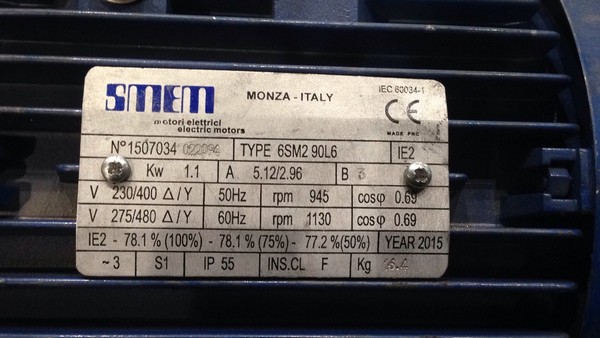 SMEM
MONZA - ITALY
IEC 60034-1
CE
motori elettrici
electric motors
MADE PRC
N° 1507034 022094 TYPE 6SM2 90L6 IE2
Kw 1.1 A 5.12/2.96 B 3
V 230/400 Δ / Y 50Hz rpm 945 cosφ 0.69
V 275/480 Δ / Y 60Hz rpm 1130 cosφ 0.69
IE2 - 78.1 % (100%) - 78.1 % (75%) - 77.2 % (50%) YEAR 2015
~ 3 S1 IP 55 INS.CL F Kg 16.4